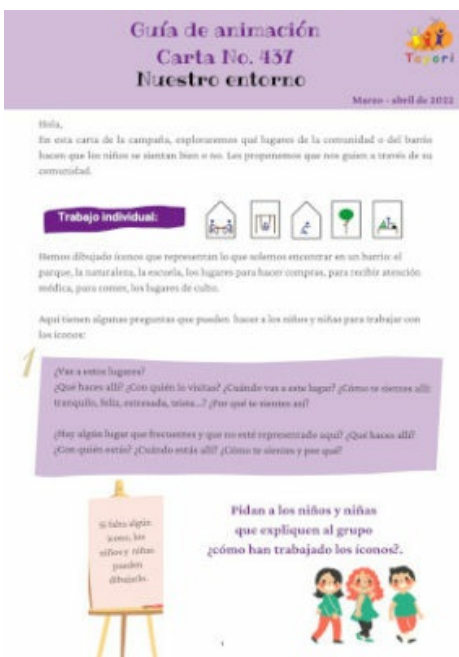 Guía de animación
Carta No. 437
Nuestro entorno
Tapori
Marzo - abril de 2022
Hola,
En esta carta de la campaña, exploraremos qué lugares de la comunidad o del barrio
hacen que los niños se sientan bien o no. Les proponemos que nos guíen a través de su
comunidad.
Trabajo individual:
Hemos dibujado íconos que representan lo que solemos encontrar en un barrio: el
parque, la naturaleza, la escuela, los lugares para hacer compras, para recibir atención
médica, para comer, los lugares de culto.
Aquí tienen algunas preguntas que pueden hacer a los niños y niñas para trabajar con
los íconos:
1
¿Vas a estos lugares?
¿Qué haces allí? ¿Con quién lo visitas? ¿Cuándo vas a este lugar? ¿Cómo te sientes allí:
tranquilo, feliz, estresada, triste...? ¿Por qué te sientes así?
¿Hay algún lugar que frecuentes y que no esté representado aquí? ¿Qué haces allí?
¿Con quién estás? ¿Cuándo estás allí? ¿Cómo te sientes y por qué?
Si falta algún
icono, los
niños y niñas
pueden
dibujarlo.
Pidan a los niños y niñas
que expliquen al grupo
¿cómo han trabajado los íconos?.
1